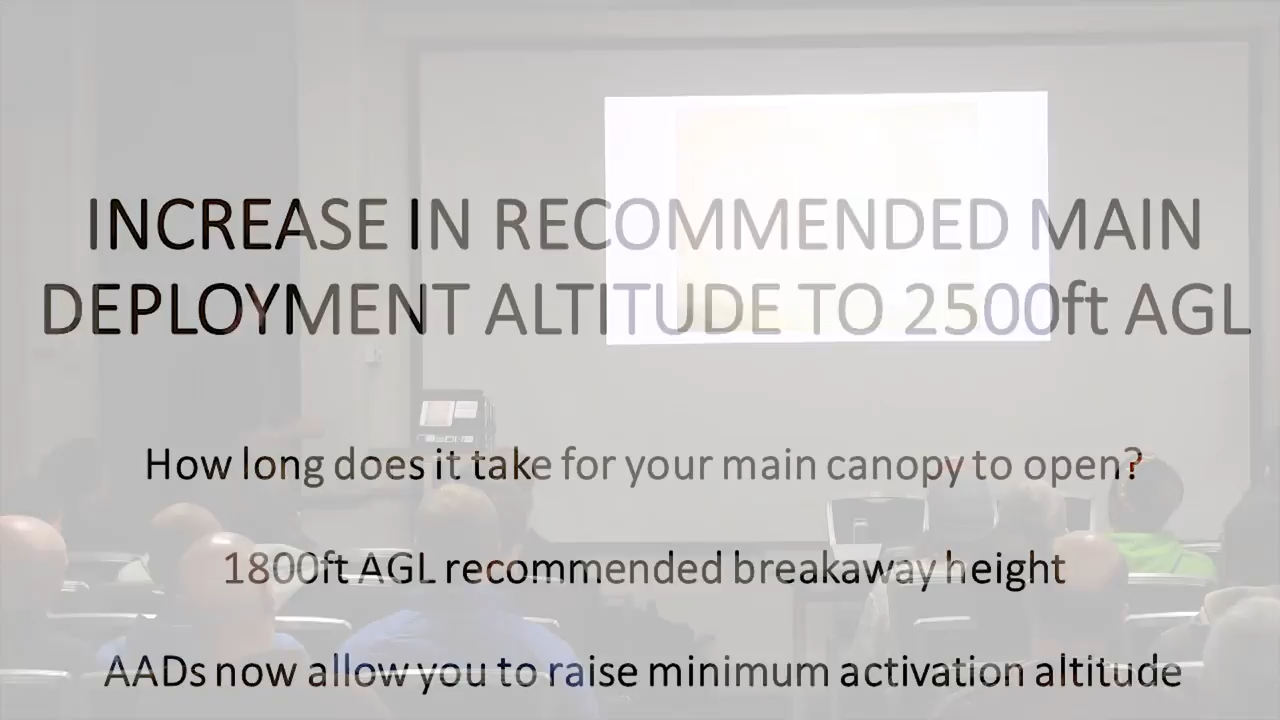 INCREASE IN RECOMMENDED MAIN
DEPLOYMENT ALTITUDE TO 2500ft AGL
How long does it take for your main canopy to open?
1800ft AGL recommended breakaway height
AADs now allow you to raise minimum activation altitude